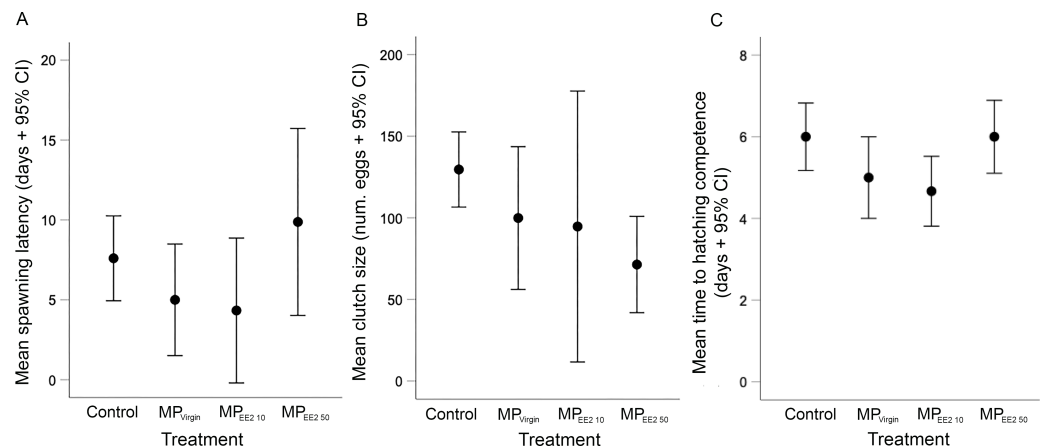 A
Mean spawning latency (days + 95% CI)
20
15
10
5
0
Control MPVirgin MPEE2 10 MPEE2 50
Treatment
B
Mean clutch size (num. eggs + 95% CI)
200
150
100
50
0
Control MPVirgin MPEE2 10 MPEE2 50
Treatment
C
Mean time to hatching competence
(days + 95% CI)
8
6
4
2
0
Control MPVirgin MPEE2 10 MPEE2 50
Treatment